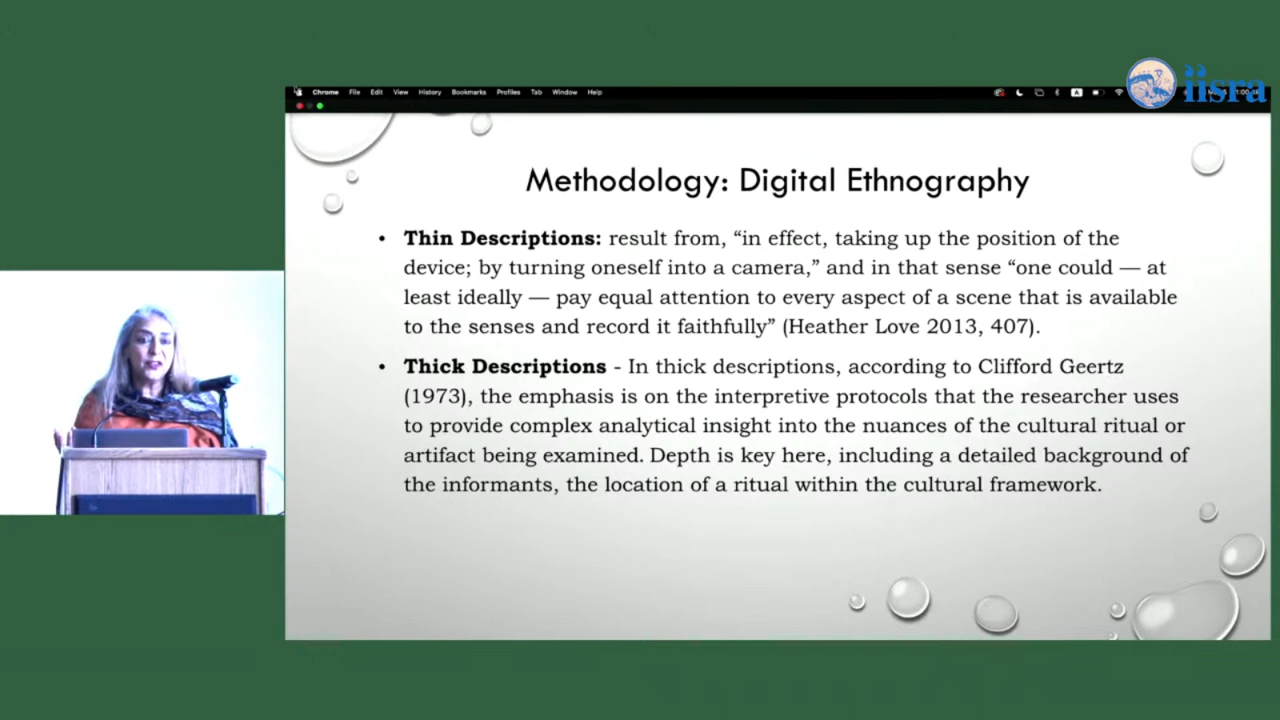 iisra
Chrome File Edit View History Bookmarks Profiles Tab Window Help
Methodology: Digital Ethnography
• Thin Descriptions: result from, “in effect, taking up the position of the
device; by turning oneself into a camera,” and in that sense “one could — at
least ideally — pay equal attention to every aspect of a scene that is available
to the senses and record it faithfully” (Heather Love 2013, 407).
• Thick Descriptions - In thick descriptions, according to Clifford Geertz
(1973), the emphasis is on the interpretive protocols that the researcher uses
to provide complex analytical insight into the nuances of the cultural ritual or
artifact being examined. Depth is key here, including a detailed background of
the informants, the location of a ritual within the cultural framework.